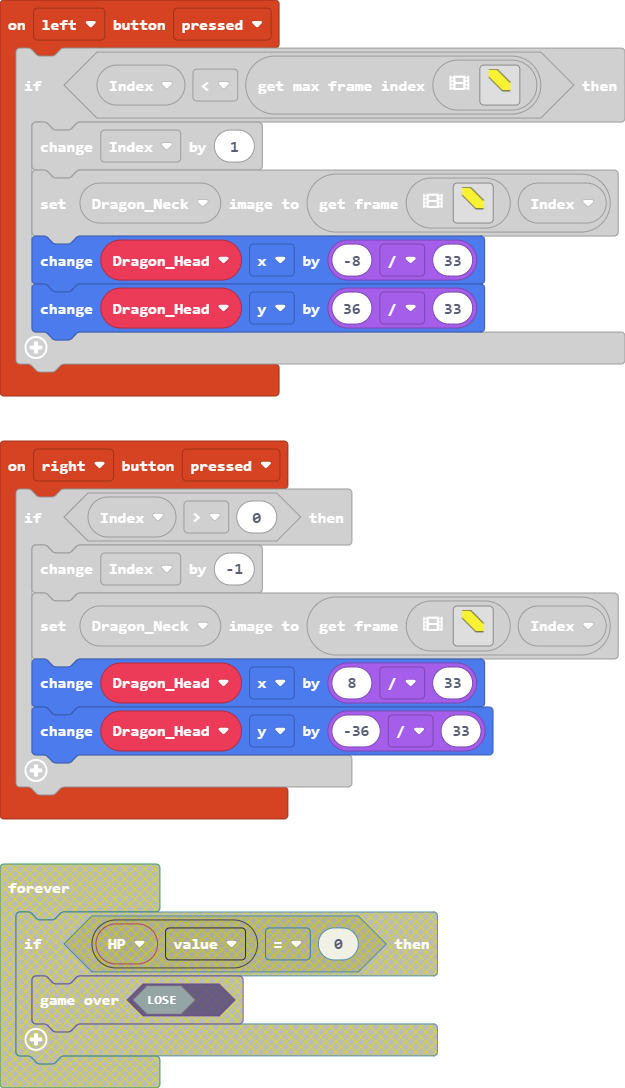 on left button pressed
if Index < get max frame index then
change Index by 1
set Dragon_Neck image to get frame Index
change Dragon_Head x by -8 / 33
change Dragon_Head y by 36 / 33
on right button pressed
if Index > 0 then
change Index by -1
set Dragon_Neck image to get frame Index
change Dragon_Head x by 8 / 33
change Dragon_Head y by -36 / 33
forever
if HP value = 0 then
game over LOSE